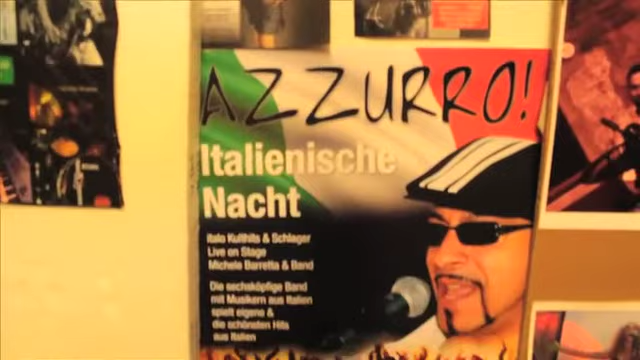 AZZURRO!
Italienische
Nacht
Italo Kulthits & Schlager
Live on Stage
Michele Barretta & Band
Die sechsköpfige Band
mit Musikern aus Italien
spielt eigene &
die schönsten Hits
aus Italien